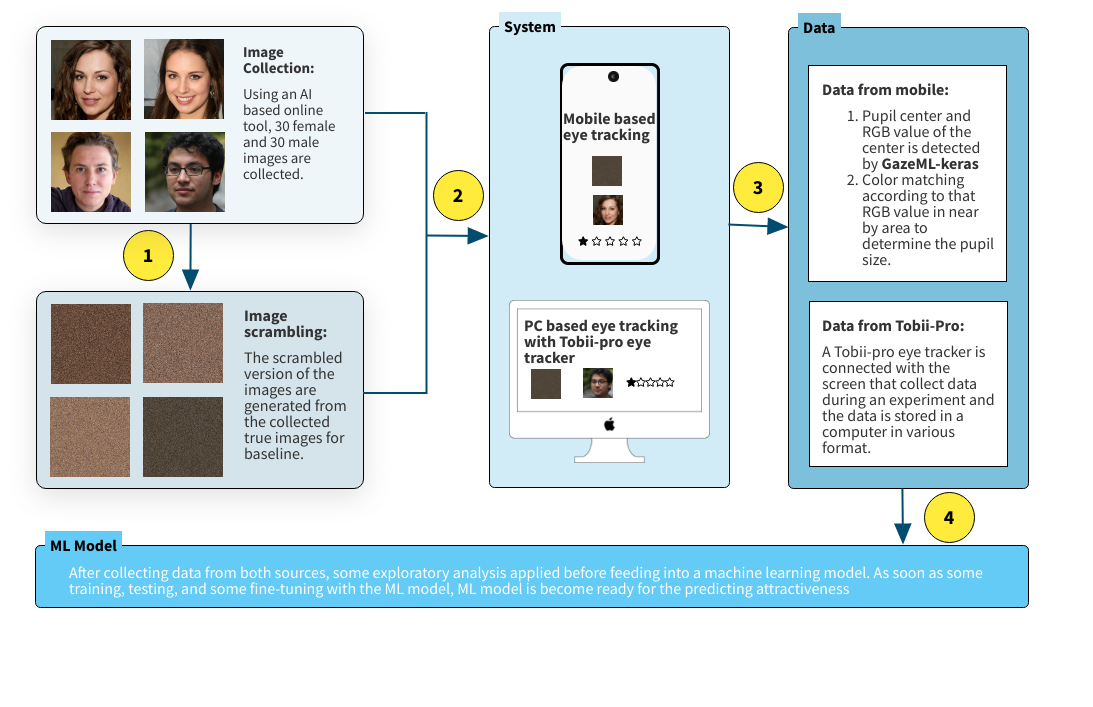 Image
Collection:
Using an AI
based online
tool, 30 female
and 30 male
images are
collected.
1
Image
scrambling:
The scrambled
version of the
images are
generated from
the collected
true images for
baseline.
2
System
Mobile based
eye tracking
PC based eye tracking
with Tobii-pro eye
tracker
3
Data
Data from mobile:
1. Pupil center and
RGB value of the
center is detected
by GazeML-keras
2. Color matching
according to that
RGB value in near
by area to
determine the pupil
size.
Data from Tobii-Pro:
A Tobii-pro eye tracker is
connected with the
screen that collect data
during an experiment and
the data is stored in a
computer in various
format.
4
ML Model
After collecting data from both sources, some exploratory analysis applied before feeding into a machine learning model. As soon as some
training, testing, and some fine-tuning with the ML model, ML model is become ready for the predicting attractiveness